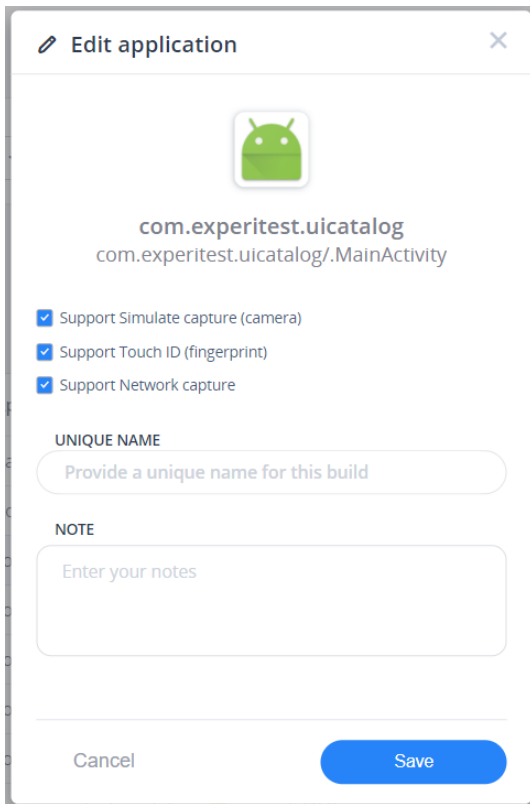 Edit application
com.experitest.uicatalog
com.experitest.uicatalog/.MainActivity
Support Simulate capture (camera)
Support Touch ID (fingerprint)
Support Network capture
UNIQUE NAME
Provide a unique name for this build
NOTE
Enter your notes
Cancel
Save